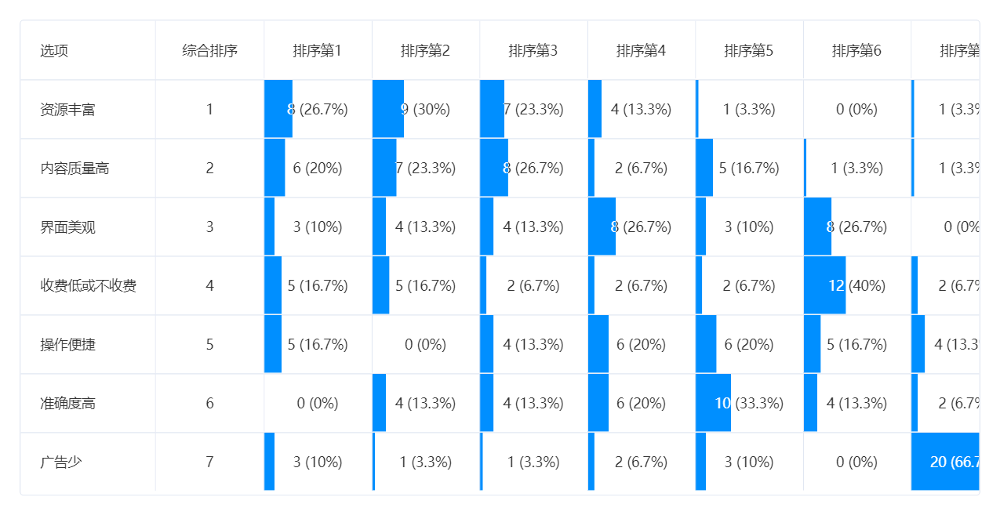 选项 综合排序 排序第1 排序第2 排序第3 排序第4 排序第5 排序第6 排序第
资源丰富 1 8 (26.7%) 9 (30%) 7 (23.3%) 4 (13.3%) 1 (3.3%) 0 (0%) 1 (3.3%
内容质量高 2 6 (20%) 7 (23.3%) 8 (26.7%) 2 (6.7%) 5 (16.7%) 1 (3.3%) 1 (3.3%
界面美观 3 3 (10%) 4 (13.3%) 4 (13.3%) 8 (26.7%) 3 (10%) 8 (26.7%) 0 (0%
收费低或不收费 4 5 (16.7%) 5 (16.7%) 2 (6.7%) 2 (6.7%) 2 (6.7%) 12 (40%) 2 (6.7%
操作便捷 5 5 (16.7%) 0 (0%) 4 (13.3%) 6 (20%) 6 (20%) 5 (16.7%) 4 (13.3
准确度高 6 0 (0%) 4 (13.3%) 4 (13.3%) 6 (20%) 10 (33.3%) 4 (13.3%) 2 (6.7%
广告少 7 3 (10%) 1 (3.3%) 1 (3.3%) 2 (6.7%) 3 (10%) 0 (0%) 20 (66.7